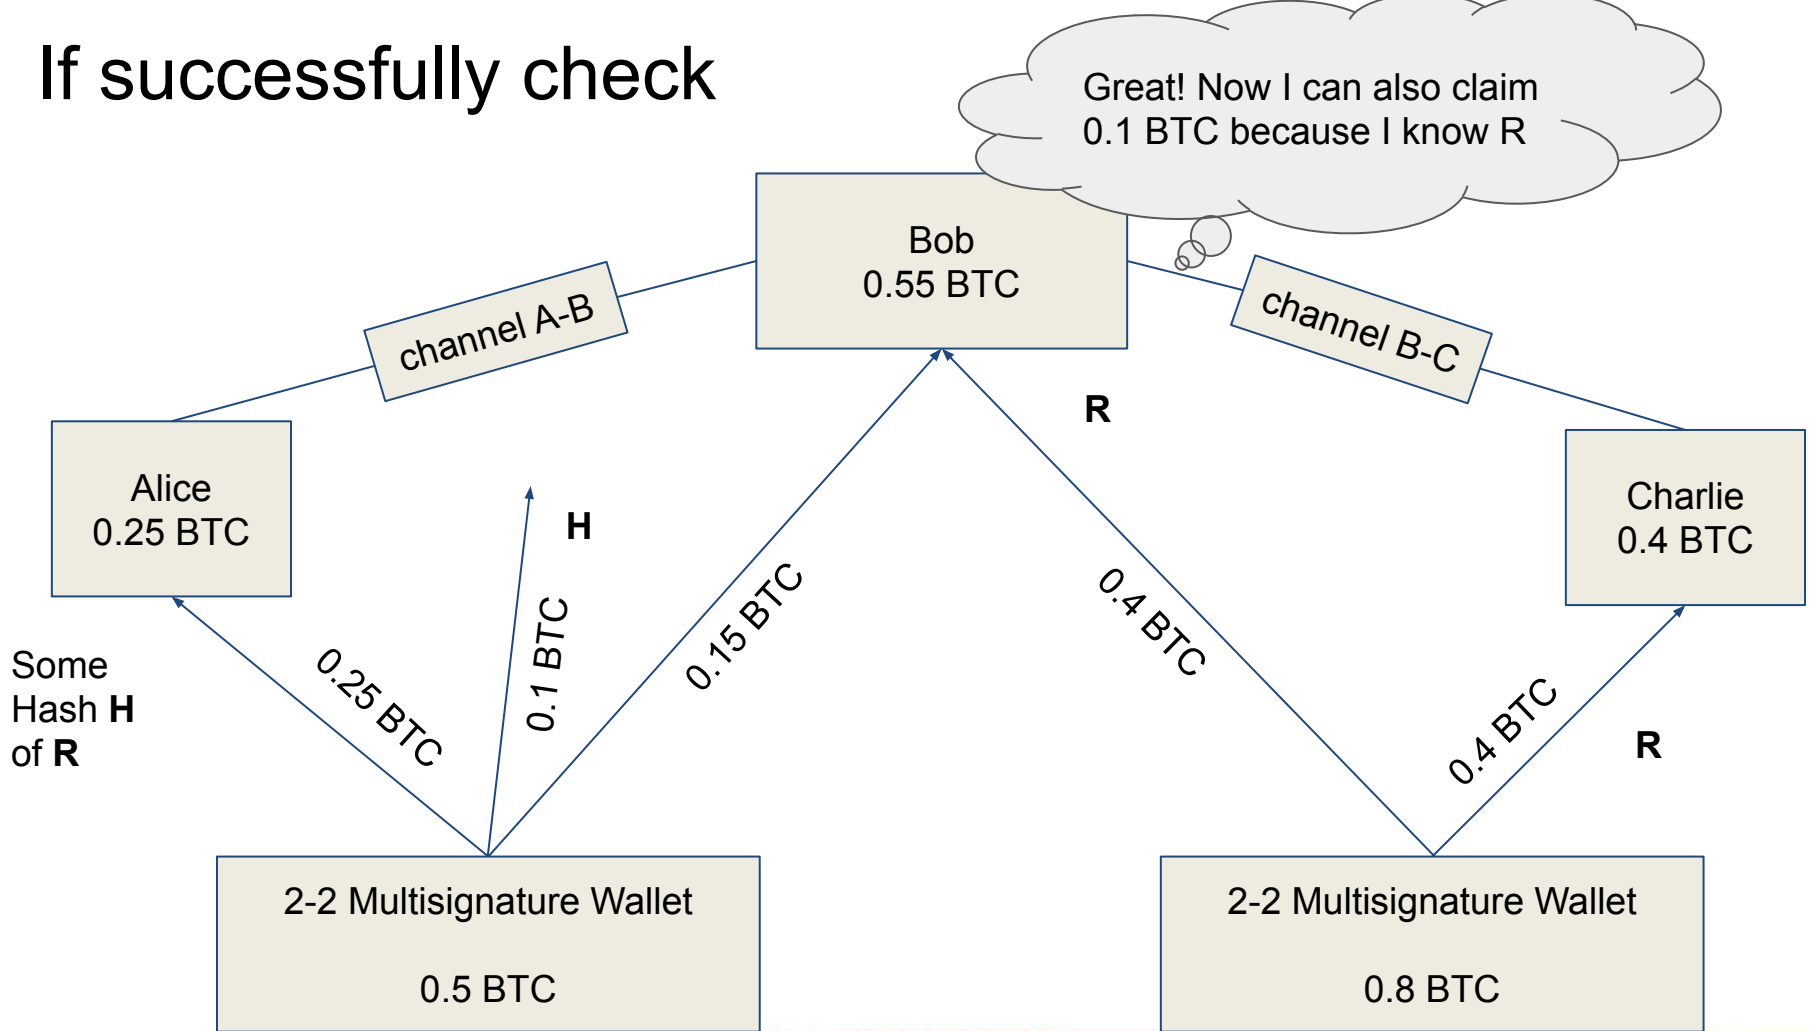 If successfully check
Great! Now I can also claim
0.1 BTC because I know R
Bob
0.55 BTC
channel A-B
channel B-C
R
Alice
0.25 BTC
H
Charlie
0.4 BTC
Some
Hash H
of R
0.25 BTC
0.1 BTC
0.15 BTC
0.4 BTC
0.4 BTC
R
2-2 Multisignature Wallet
0.5 BTC
2-2 Multisignature Wallet
0.8 BTC